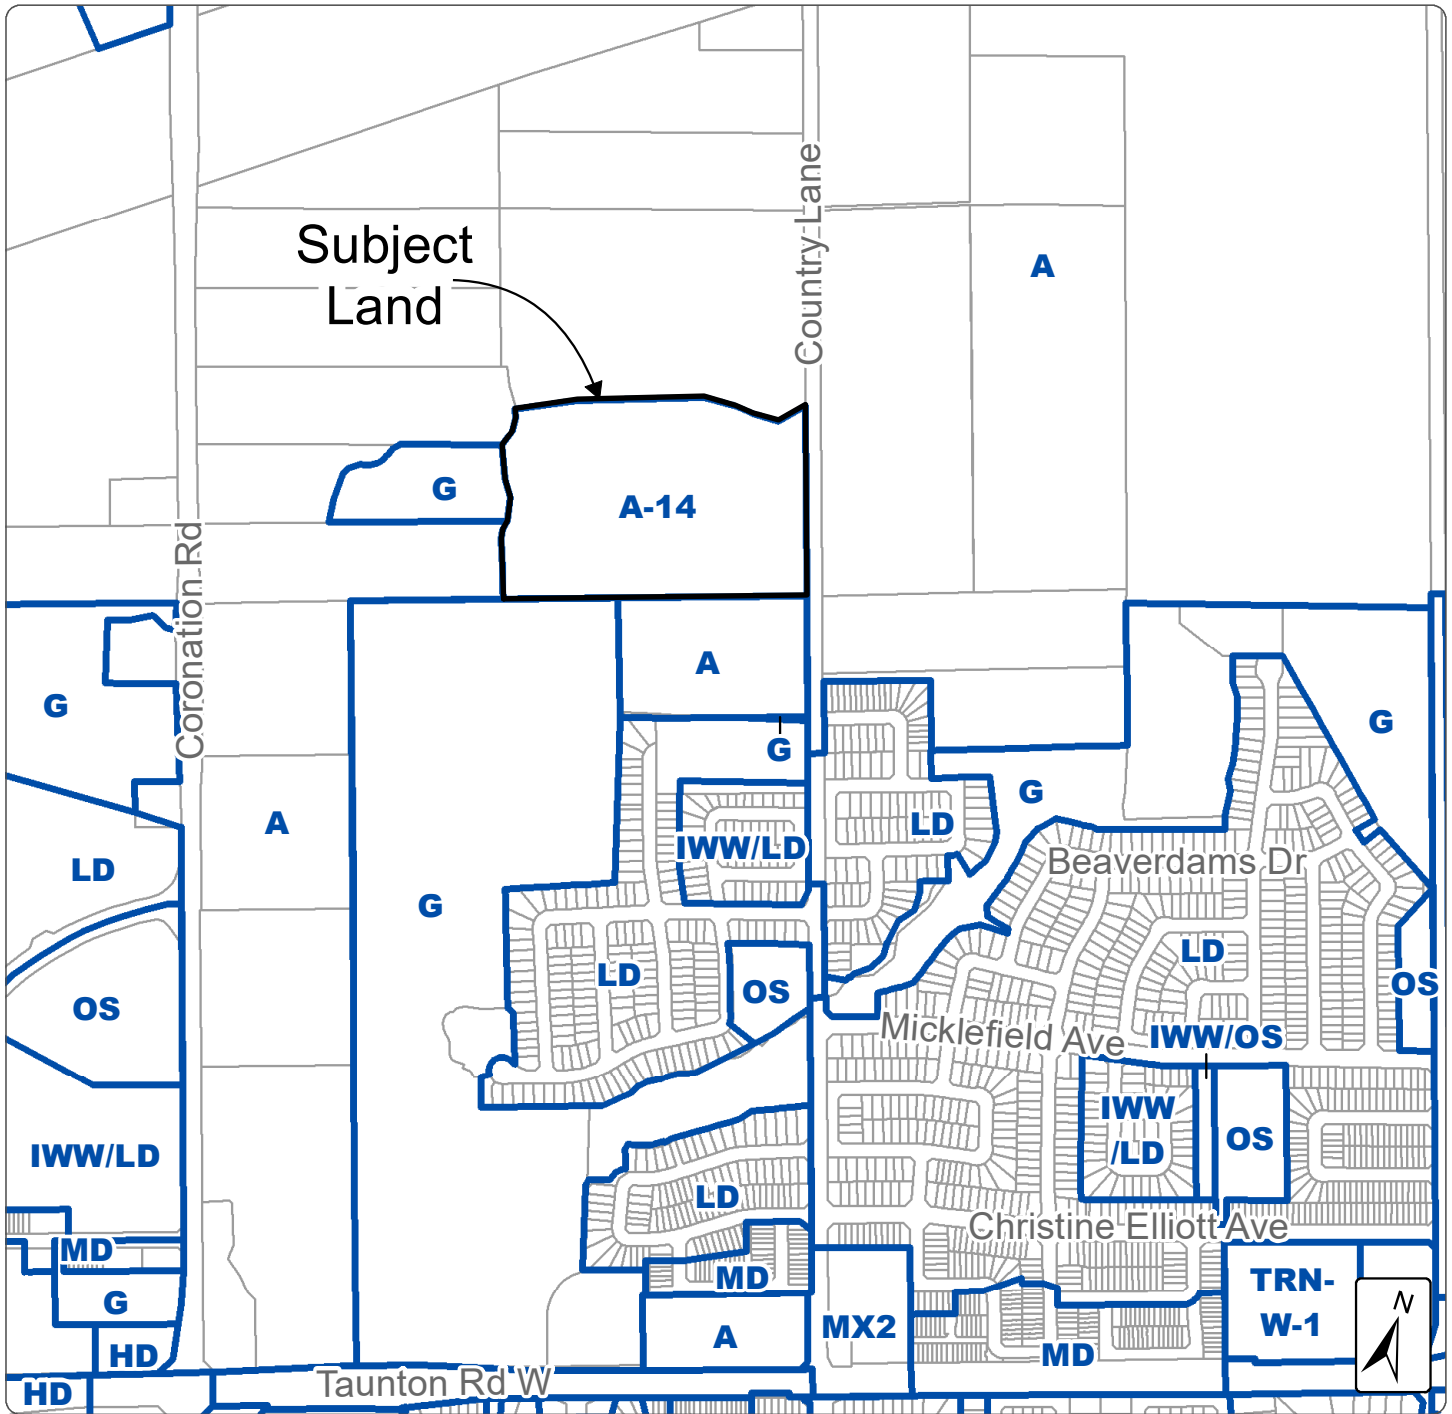 Subject
Land
Country Lane
A
G
A-14
Coronation Rd
A
G
G
G
A
G
LD
IWW/LD
LD
Beaverdams Dr
G
LD
LD
OS
OS
OS
OS
Micklefield Ave
IWW/OS
IWW/LD
IWW
/LD
OS
LD
Christine Elliott Ave
MD
MD
TRN-
W-1
G
A
MX2
MD
HD
HD
Taunton Rd W
N